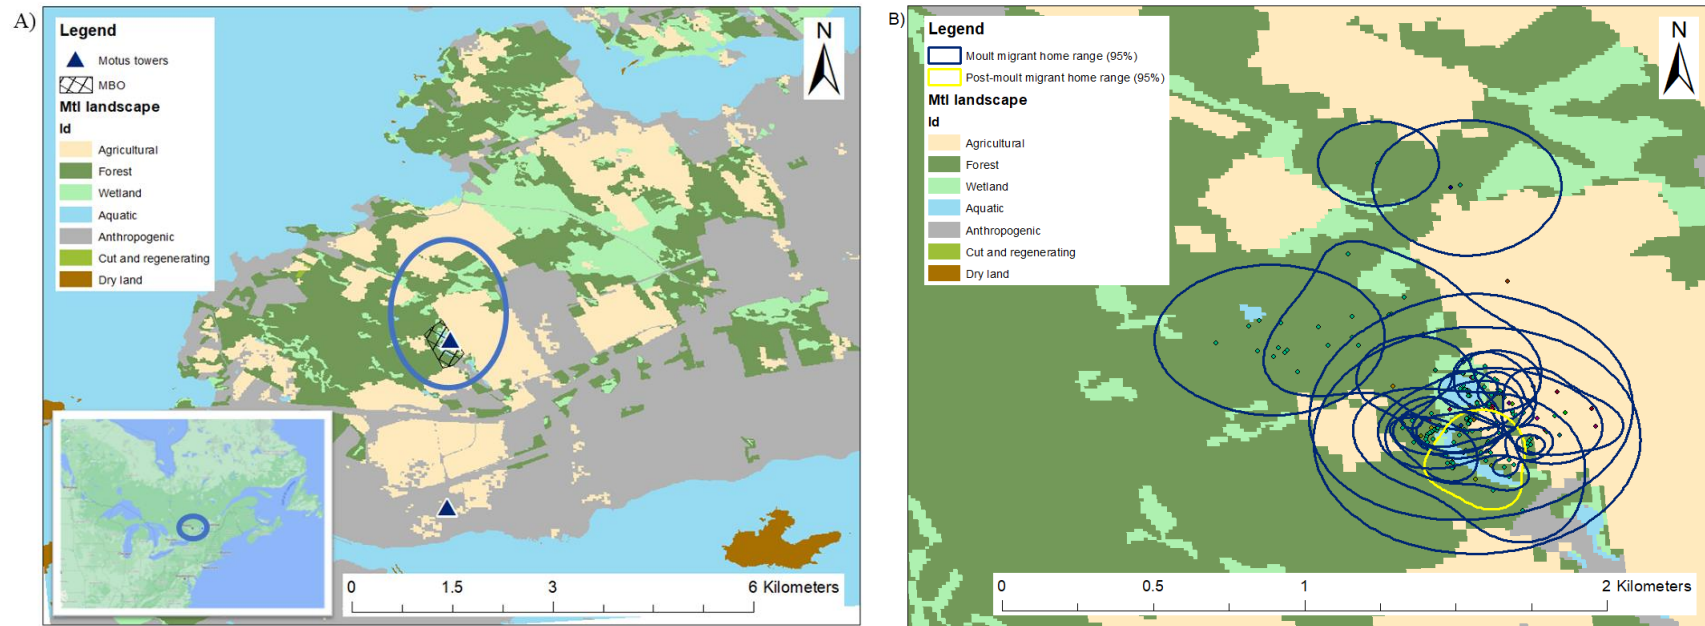 A)
Legend
Motus towers
MBO
Mtl landscape
Id
Agricultural
Forest
Wetland
Aquatic
Anthropogenic
Cut and regenerating
Dry land
N
0 1.5 3 6 Kilometers
B)
Legend
Moult migrant home range (95%)
Post-moult migrant home range (95%)
Mtl landscape
Id
Agricultural
Forest
Wetland
Aquatic
Anthropogenic
Cut and regenerating
Dry land
N
0 0.5 1 2 Kilometers